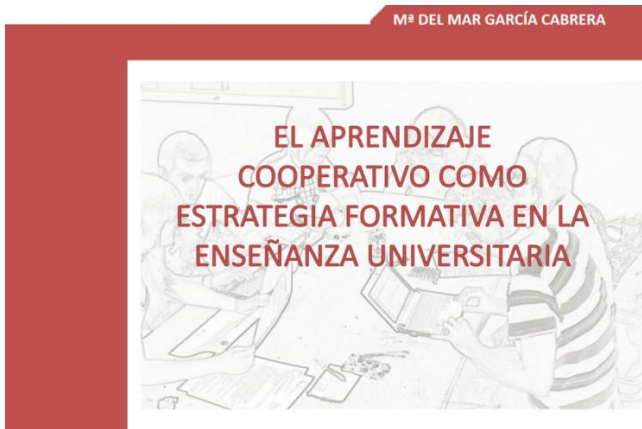 Mª DEL MAR GARCÍA CABRERA
EL APRENDIZAJE
COOPERATIVO COMO
ESTRATEGIA FORMATIVA EN LA
ENSEÑANZA UNIVERSITARIA